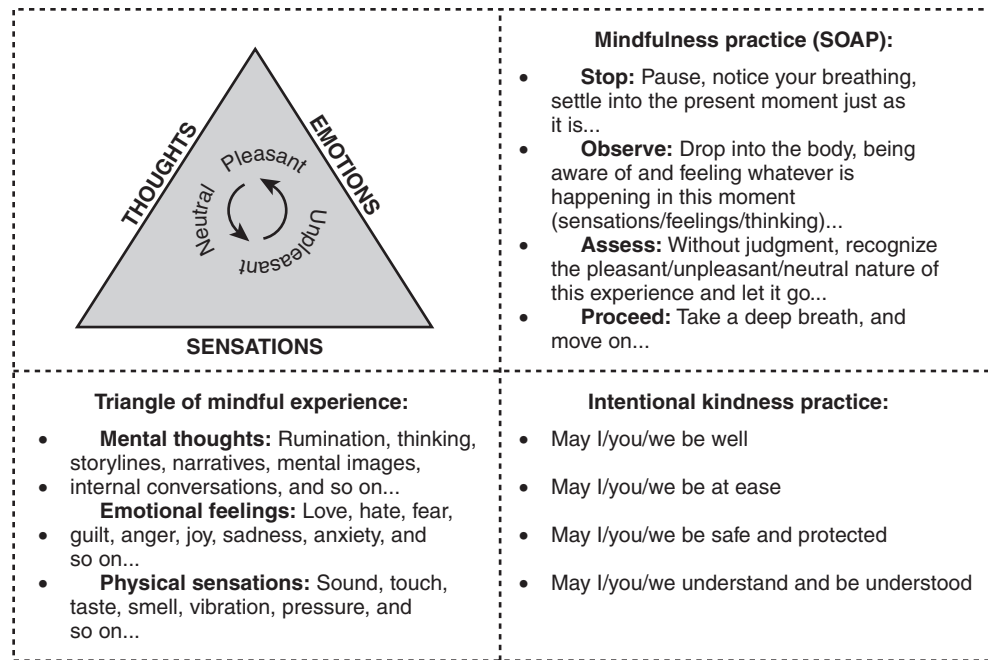 THOUGHTS
EMOTIONS
Pleasant
Neutral
Unpleasant
SENSATIONS
Mindfulness practice (SOAP):
• Stop: Pause, notice your breathing,
settle into the present moment just as
it is...
• Observe: Drop into the body, being
aware of and feeling whatever is
happening in this moment
(sensations/feelings/thinking)...
• Assess: Without judgment, recognize
the pleasant/unpleasant/neutral nature of
this experience and let it go...
• Proceed: Take a deep breath, and
move on...
Triangle of mindful experience:
• Mental thoughts: Rumination, thinking,
storylines, narratives, mental images,
• internal conversations, and so on...
Emotional feelings: Love, hate, fear,
• guilt, anger, joy, sadness, anxiety, and
so on...
• Physical sensations: Sound, touch,
taste, smell, vibration, pressure, and
so on...
Intentional kindness practice:
• May I/you/we be well
• May I/you/we be at ease
• May I/you/we be safe and protected
• May I/you/we understand and be understood